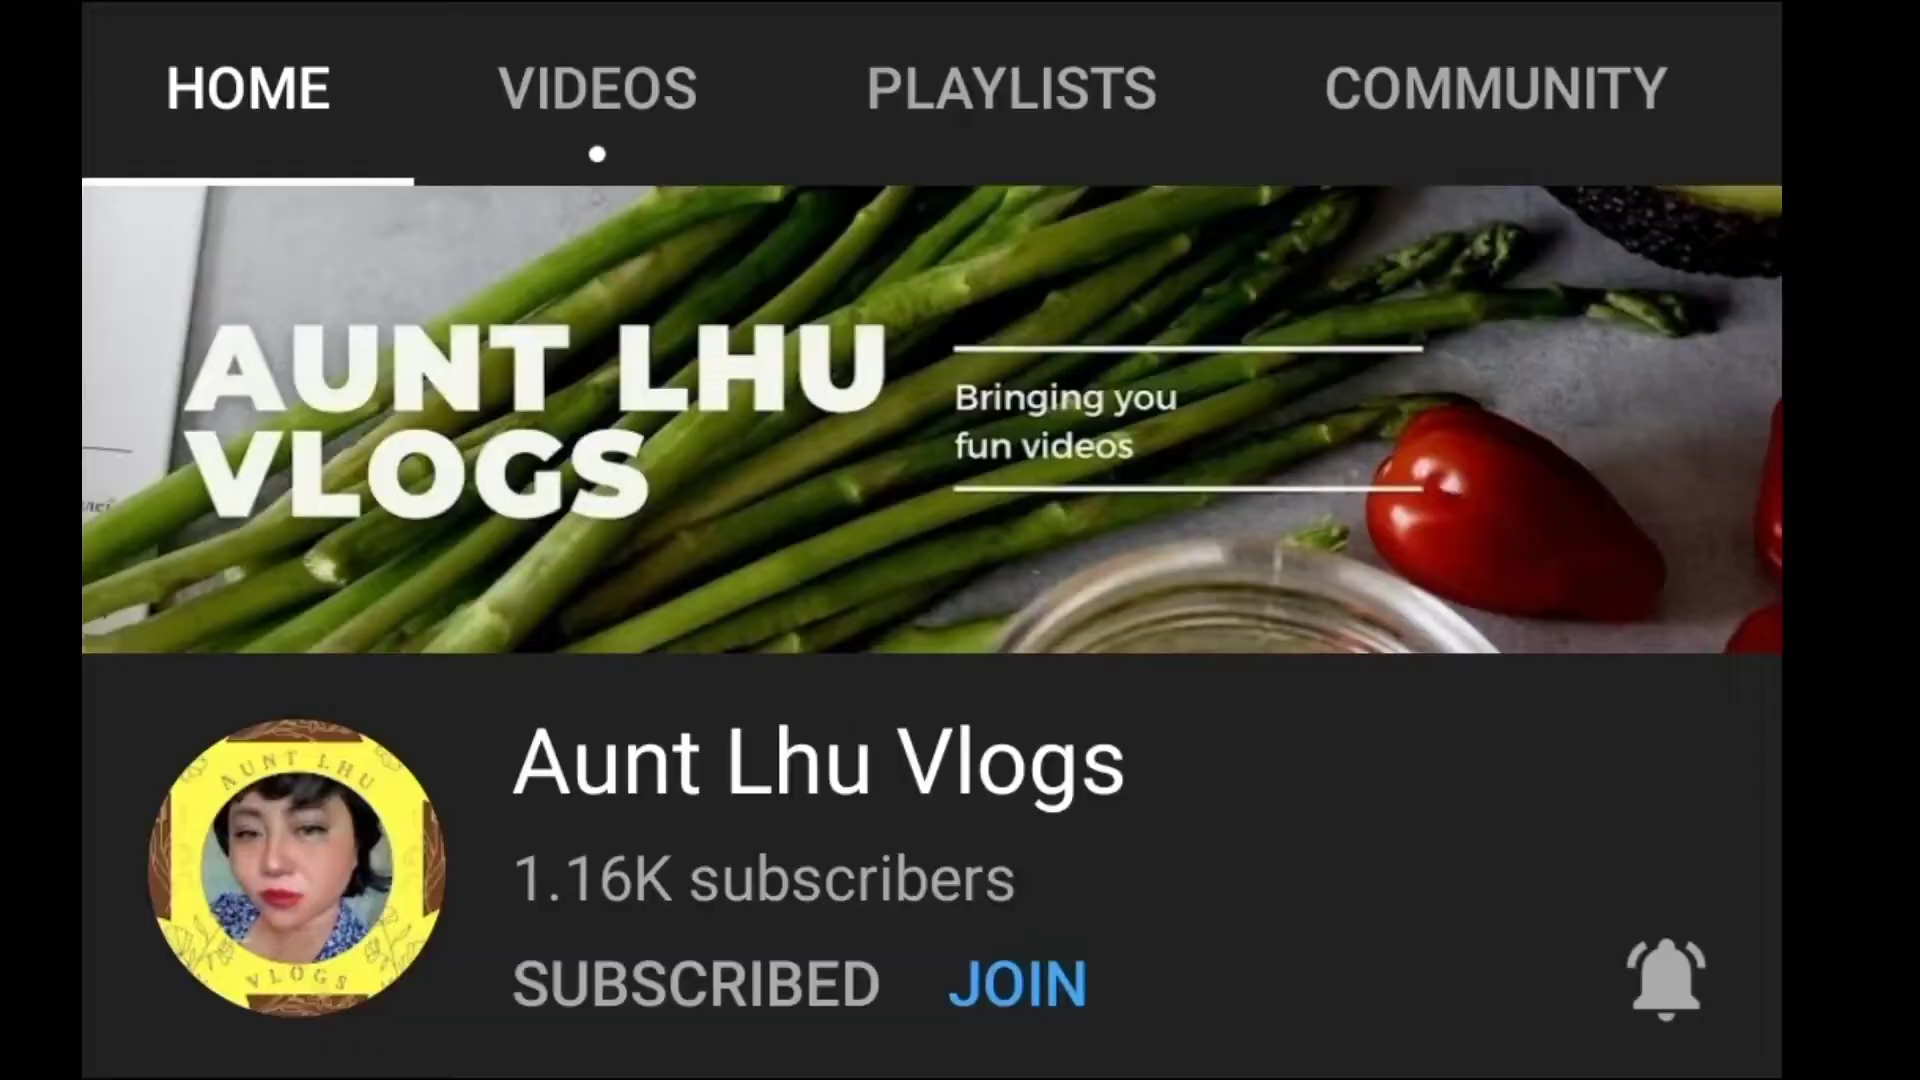 HOME VIDEOS PLAYLISTS COMMUNITY
AUNT LHU
VLOGS
Bringing you
fun videos
AUNT LHU
VLOGS
Aunt Lhu Vlogs
1.16K subscribers
SUBSCRIBED JOIN